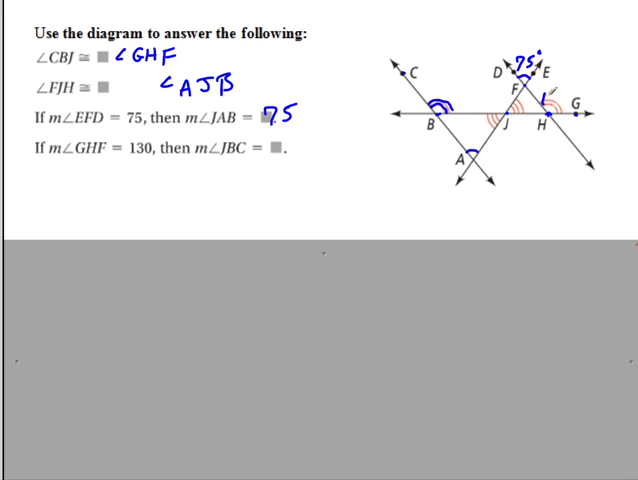 Use the diagram to answer the following:
∠CBJ ≅ ■ ∠GHF
∠FJH ≅ ■ ∠AJB
If m∠EFD = 75, then m∠JAB = ■. 75
If m∠GHF = 130, then m∠JBC = ■.
75°
C D E
F
G
B J H
A